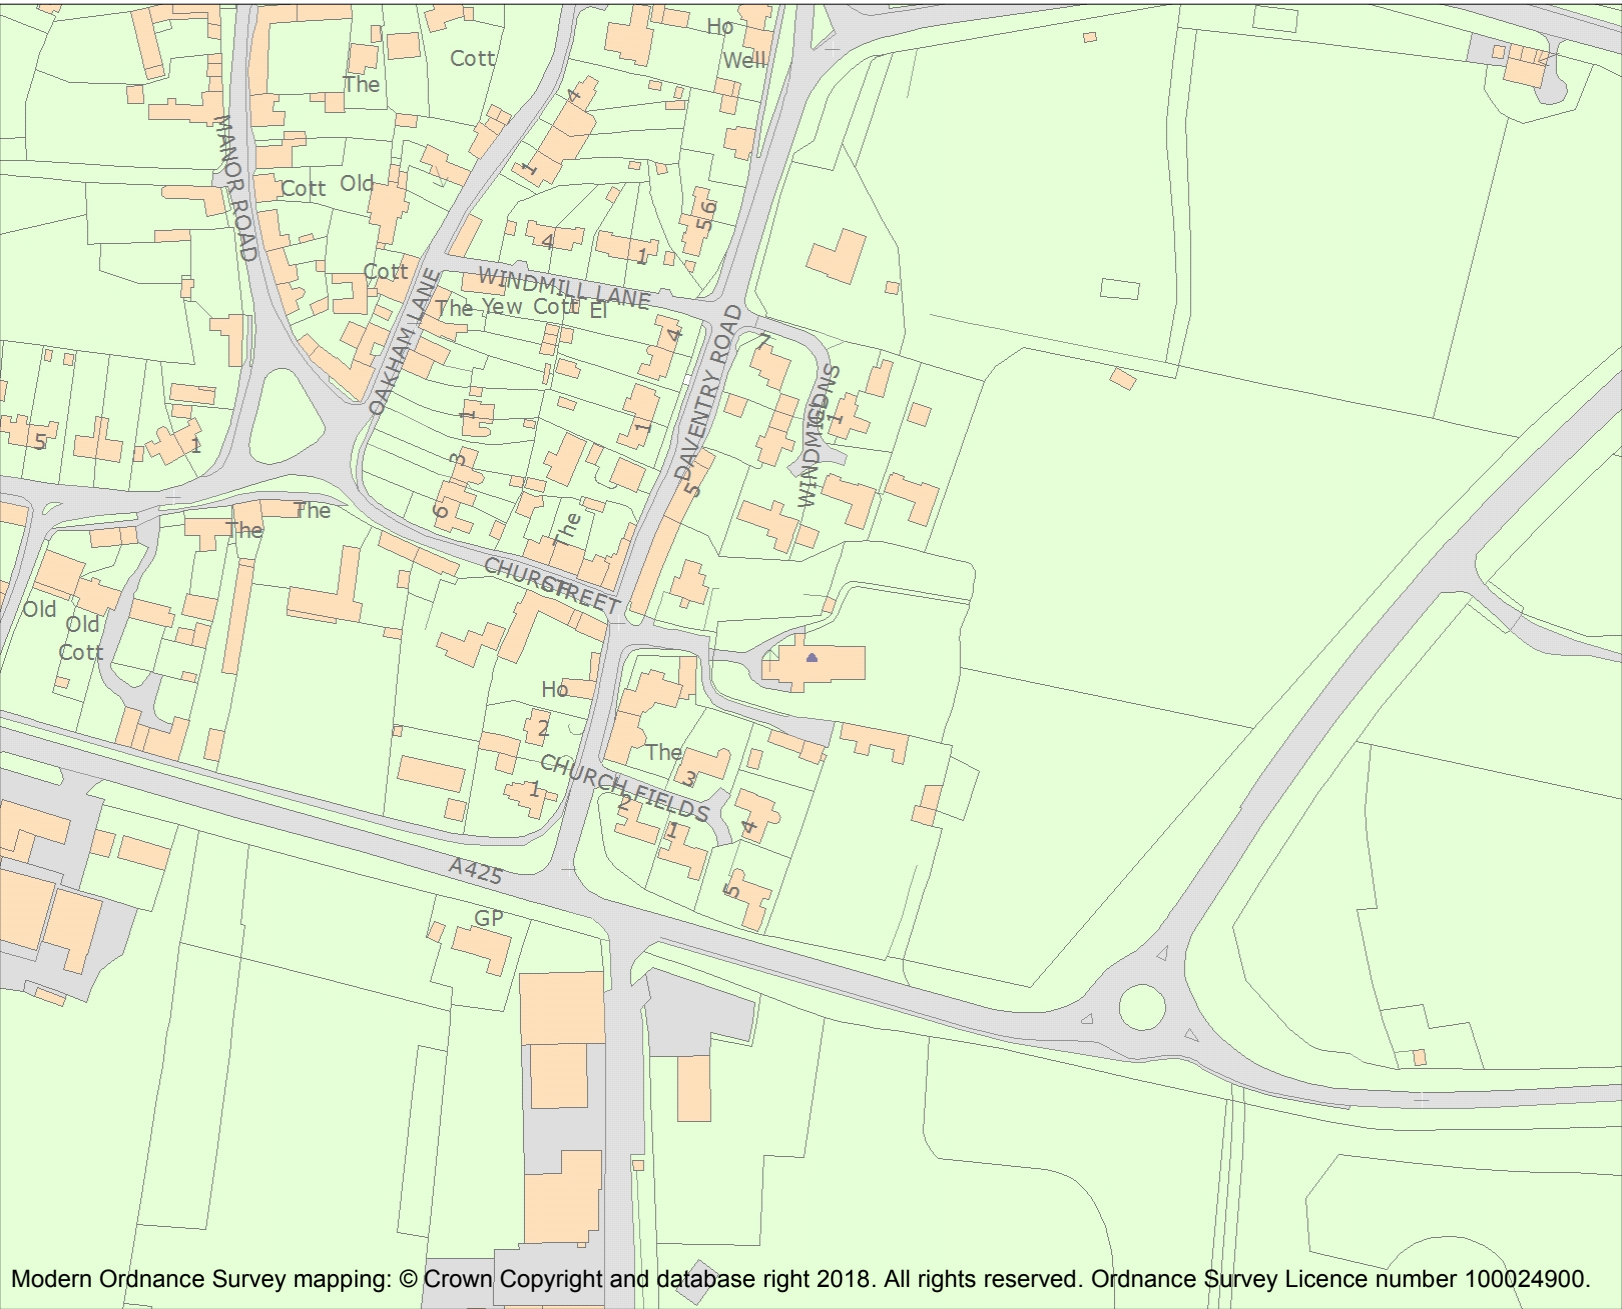 Ho
Well
Cott
The
4
MANOR ROAD
1
Cott
Old
56
4
1
Cott
WINDMILL LANE
The Yew Cott El
OAKHAM LANE
4
DAVENTRY ROAD
7
WINDMILL GDNS
1
1
1
5
1
3
5
6
The
The
The
CHURCH STREET
Old
Old
Cott
Ho
2
The
CHURCH FIELDS
3
1
2
1
4
5
A425
GP
Modern Ordnance Survey mapping: © Crown Copyright and database right 2018. All rights reserved. Ordnance Survey Licence number 100024900.